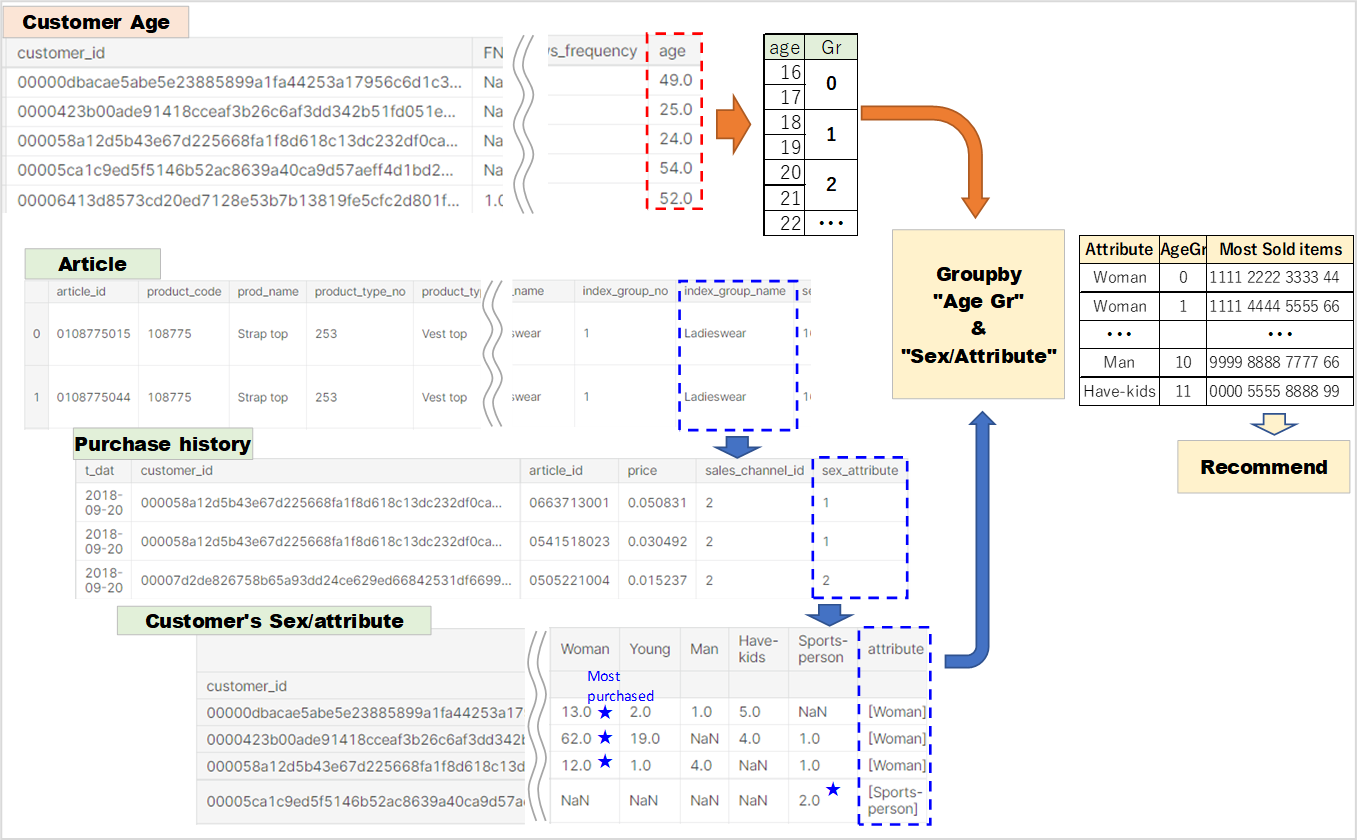 Customer Age
customer_id FN
00000dbacae5abe5e23885899a1fa44253a17956c6d1c3... Na
0000423b00ade91418cceaf3b26c6af3dd342b51fd051e... Na
000058a12d5b43e67d225668fa1f8d618c13dc232df0ca... Na
00005ca1c9ed5f5146b52ac8639a40ca9d57aeff4d1bd2... Na
00006413d8573cd20ed7128e53b7b13819fe5cfc2d801f... 1.0
s_frequency age
49.0
25.0
24.0
54.0
52.0
age Gr
16
17
0
18
19
1
20
21
2
22 •••
Article
article_id product_code prod_name product_type_no product_ty _name index_group_no index_group_name se
0 0108775015 108775 Strap top 253 Vest top swear 1 Ladieswear
1 0108775044 108775 Strap top 253 Vest top swear 1 Ladieswear
Purchase history
t_dat customer_id article_id price sales_channel_id sex_attribute
2018-
09-20 000058a12d5b43e67d225668fa1f8d618c13dc232df0ca... 0663713001 0.050831 2 1
2018-
09-20 000058a12d5b43e67d225668fa1f8d618c13dc232df0ca... 0541518023 0.030492 2 1
2018-
09-20 00007d2de826758b65a93dd24ce629ed66842531df6699... 0505221004 0.015237 2 2
Customer's Sex/attribute
Woman Young Man Have-
kids Sports-
person attribute
customer_id
Most
purchased
00000dbacae5abe5e23885899a1fa44253a17 13.0 ★ 2.0 1.0 5.0 NaN [Woman]
0000423b00ade91418cceaf3b26c6af3dd342b 62.0 ★ 19.0 NaN 4.0 1.0 [Woman]
000058a12d5b43e67d225668fa1f8d618c13d 12.0 ★ 1.0 4.0 NaN 1.0 [Woman]
00005ca1c9ed5f5146b52ac8639a40ca9d57a NaN NaN NaN NaN 2.0 ★ [Sports-
person]
Groupby
"Age Gr"
&
"Sex/Attribute"
Attribute AgeGr Most Sold items
Woman 0 1111 2222 3333 44
Woman 1 1111 4444 5555 66
••• •••
Man 10 9999 8888 7777 66
Have-kids 11 0000 5555 8888 99
Recommend